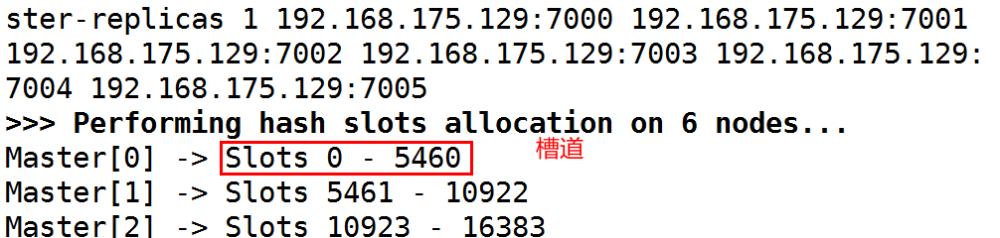 ster-replicas 1 192.168.175.129:7000 192.168.175.129:7001
192.168.175.129:7002 192.168.175.129:7003 192.168.175.129:
7004 192.168.175.129:7005
>>> Performing hash slots allocation on 6 nodes...
Master[0] -> Slots 0 - 5460
槽道
Master[1] -> Slots 5461 - 10922
Master[2] -> Slots 10923 - 16383